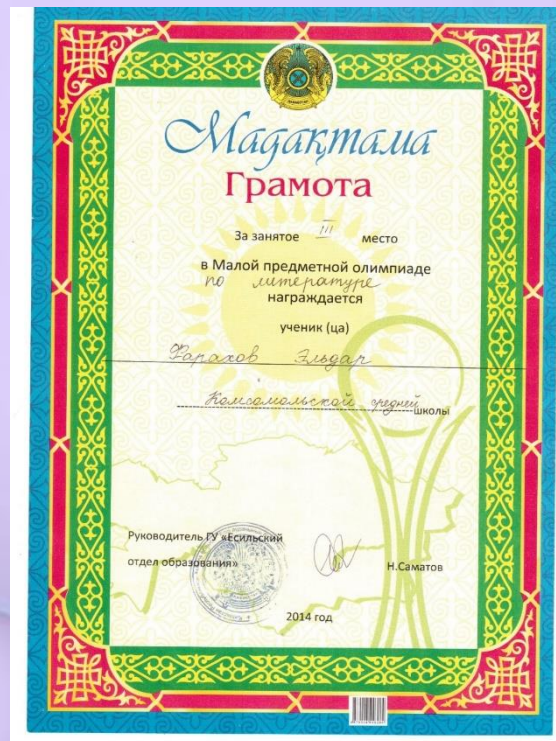 Мадақтама
Грамота
За занятое III место
в Малой предметной олимпиаде
по литературе
награждается
ученик (ца)
Фарахов Эльдар
Комсомольской средней школы
Руководитель ГУ «Есильский
отдел образования»
Н.Саматов
2014 год